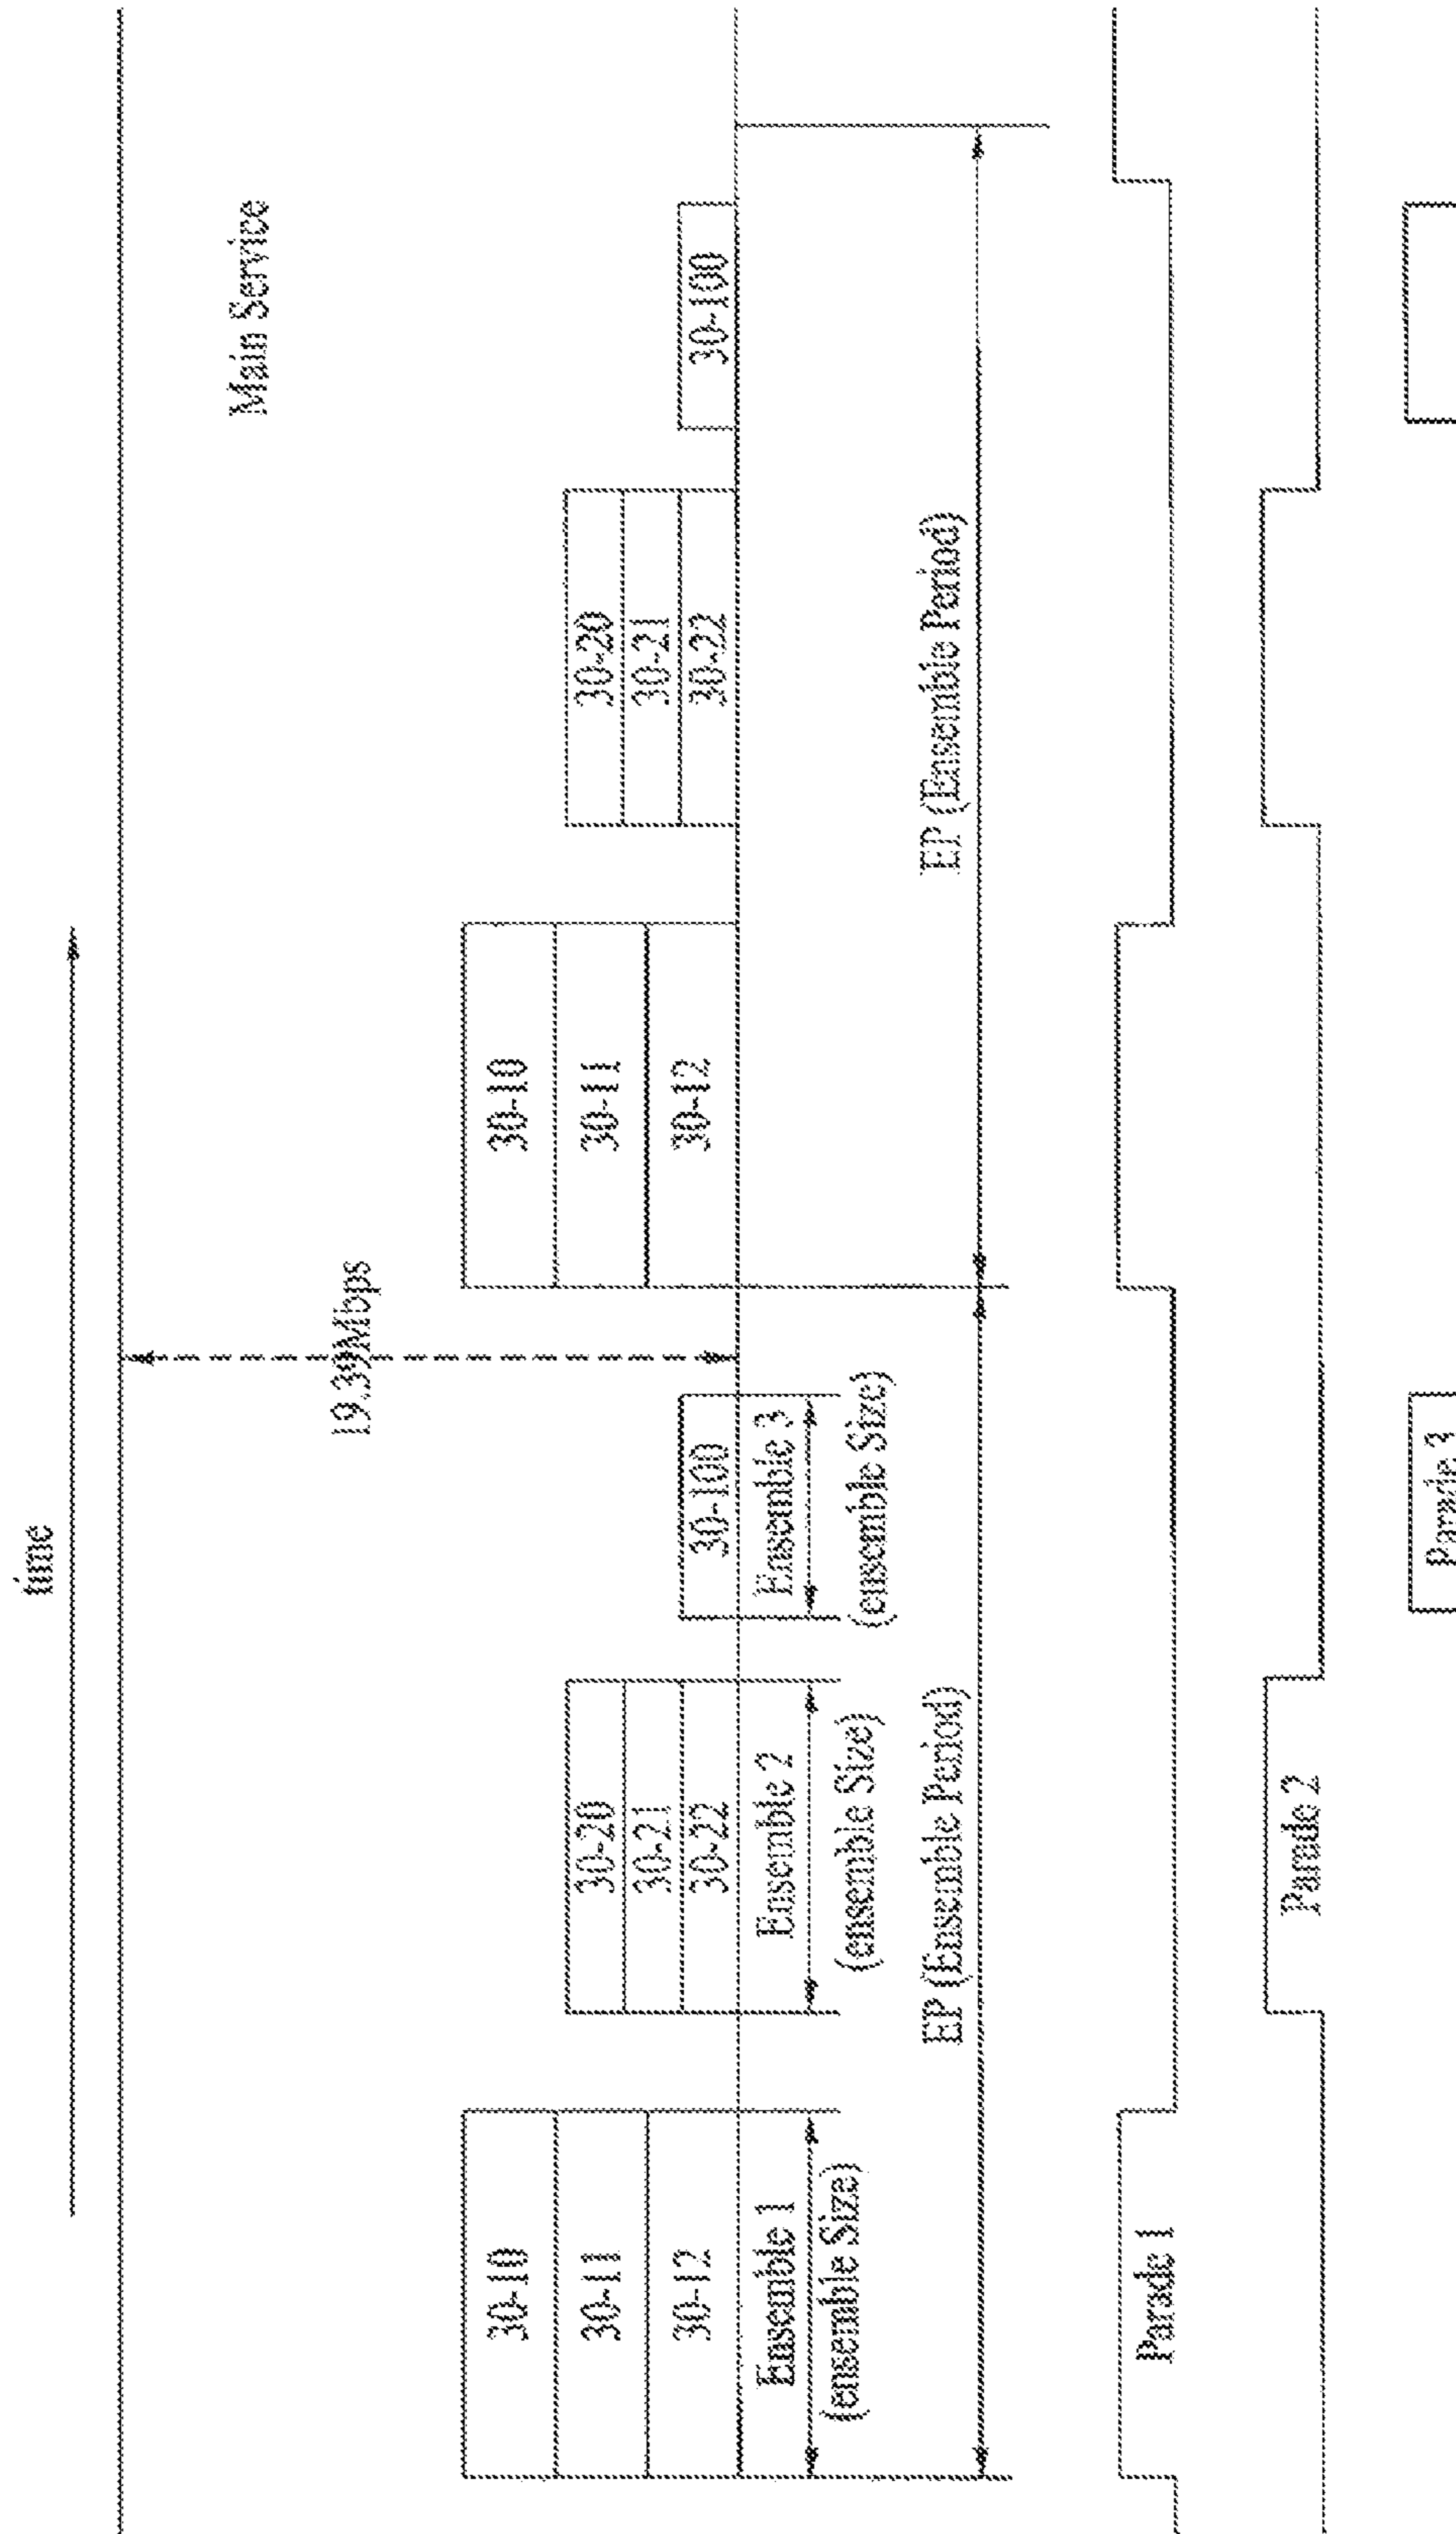 time
Main Service
19.39Mbps
30-10
30-11
30-12
30-20
30-21
30-22
30-100
30-10
30-11
30-12
30-20
30-21
30-22
30-100
Ensemble 1
(ensemble Size)
Ensemble 2
(ensemble Size)
Ensemble 3
(ensemble Size)
EP (Ensemble Period)
EP (Ensemble Period)
Parade 1
Parade 2
Parade 3